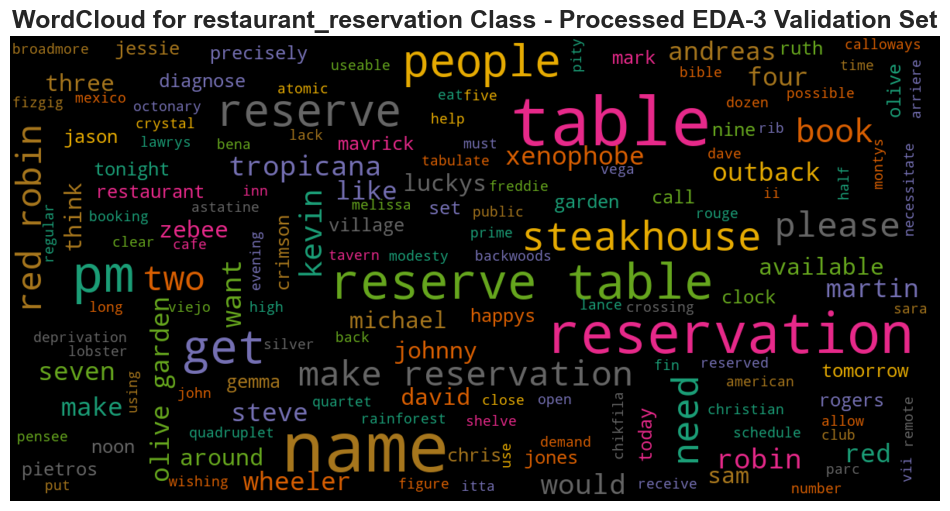 WordCloud for restaurant_reservation Class - Processed EDA-3 Validation Set
broadmore jessie precisely people pity mark andreas ruth calloways
useable bible time
three diagnose atomic four possible olive arriere
fizgig mexico octonary reserve eat five table dozen
crystal help nine rib book
jason lawrys bena lack mavrick must xenophobe dave montys
tonight tropicana tabulate vega outback half necessitate
red robin think restaurant inn kevin like luckys freddie garden call ii
regular booking astatine melissa set public rouge please
zebee village prime steakhouse
clear cafe evening crimson tavern modesty backwoods available
pm two want reserve table lance crossing clock martin
long viejo high michael happys sara
deprivation get silver back reservation
lobster olive garden johnny fin reserved tomorrow
seven using gemma make reservation american
john david close open need christian rogers
make steve quartet rainforest shelve today schedule allow
pensee quadruplet name chris use demand chikfila club red vii remote
noon around jones robin parc
pietros wishing wheeler figure itta would receive sam number
put